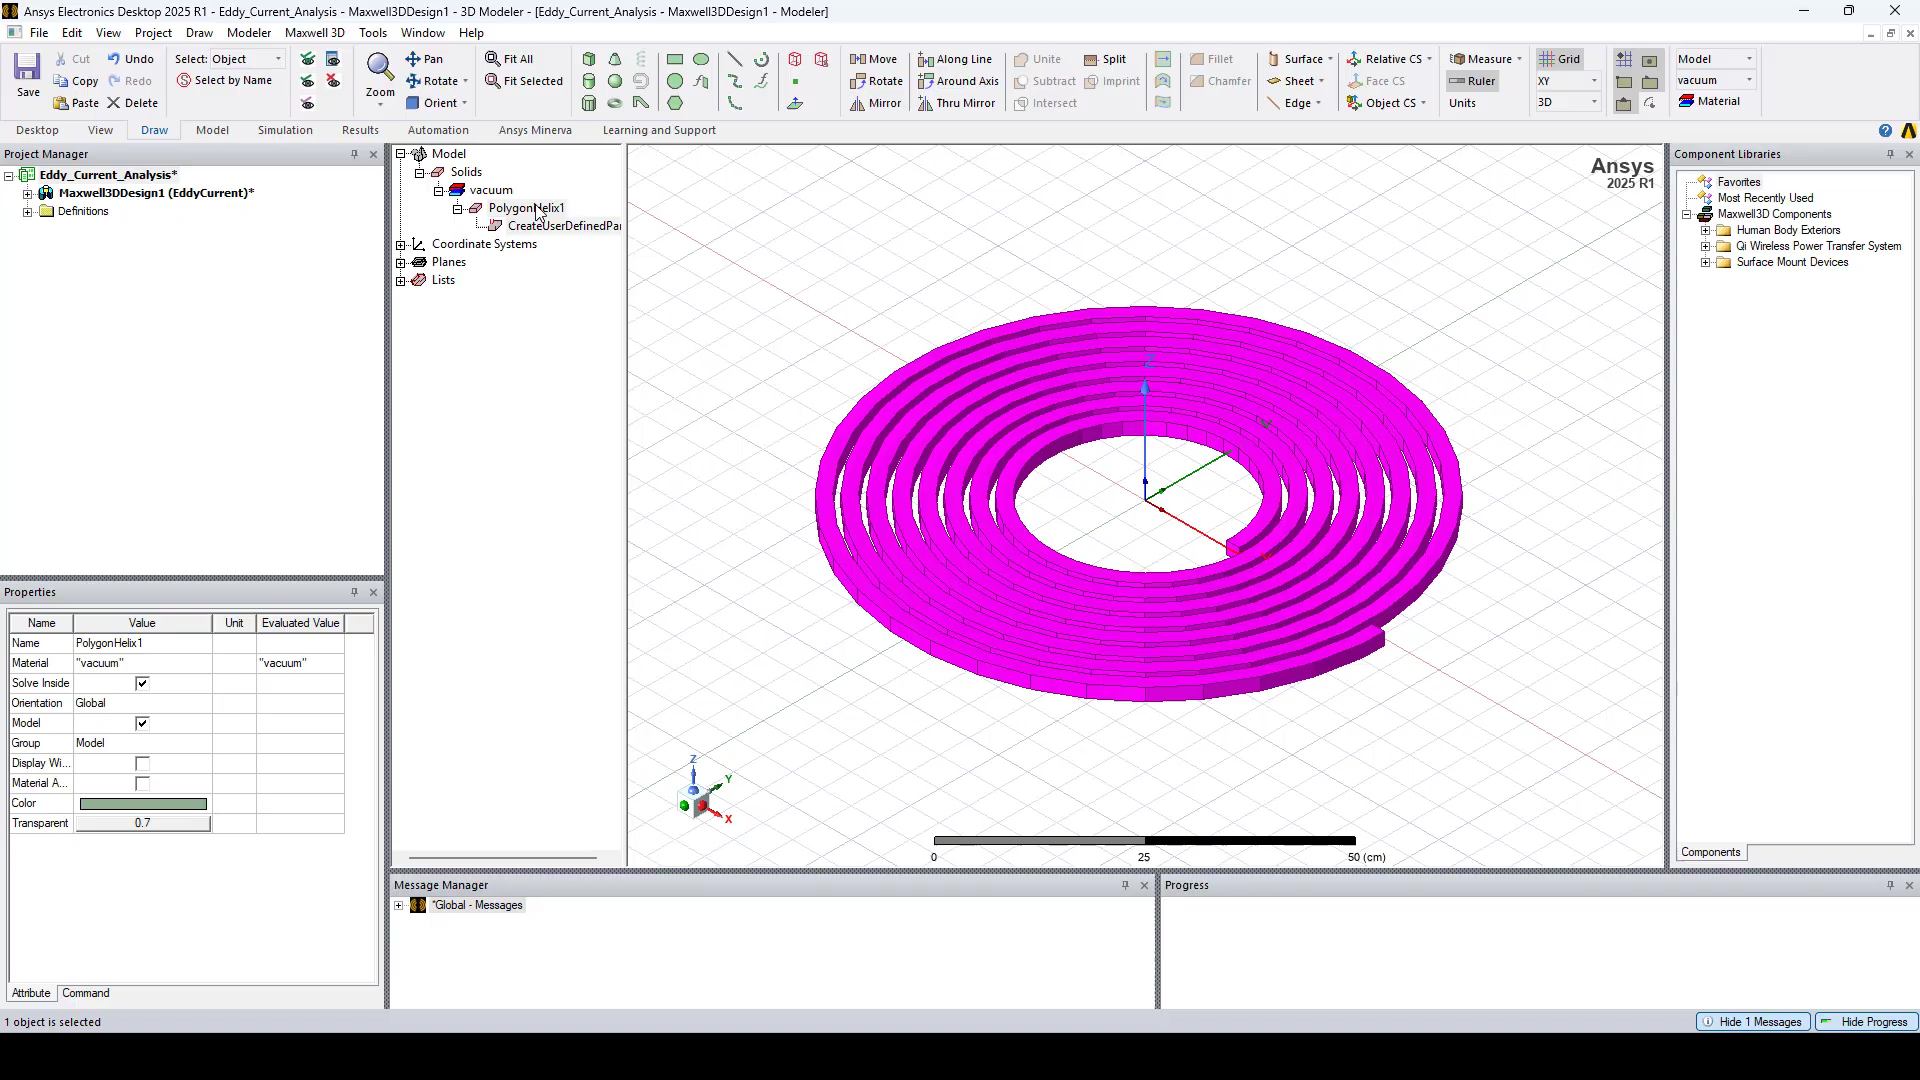 Ansys Electronics Desktop 2025 R1 - Eddy_Current_Analysis - Maxwell3DDesign1 - 3D Modeler - [Eddy_Current_Analysis - Maxwell3DDesign1 - Modeler]
File Edit View Project Draw Modeler Maxwell 3D Tools Window Help
Save
Cut Undo
Copy Redo
Paste Delete
Select: Object
Select by Name
Zoom
Pan
Rotate
Orient
Fit All
Fit Selected
Move Along Line
Rotate Around Axis
Mirror Thru Mirror
Unite Split
Subtract Imprint
Intersect
Fillet
Chamfer
Surface
Sheet
Edge
Relative CS
Face CS
Object CS
Measure
Ruler
Units
Grid
XY
3D
Model
vacuum
Material
Desktop View Draw Model Simulation Results Automation Ansys Minerva Learning and Support
Project Manager
Eddy_Current_Analysis*
Maxwell3DDesign1 (EddyCurrent)*
Definitions
Model
Solids
vacuum
PolygonHelix1
CreateUserDefinedPa
Coordinate Systems
Planes
Lists
Ansys
2025 R1
Z
Z
Y
X
0 25 50 (cm)
Component Libraries
Favorites
Most Recently Used
Maxwell3D Components
Human Body Exteriors
Qi Wireless Power Transfer System
Surface Mount Devices
Components
Properties
Name Value Unit Evaluated Value
Name PolygonHelix1
Material "vacuum" "vacuum"
Solve Inside
Orientation Global
Model
Group Model
Display Wi...
Material A...
Color
Transparent 0.7
Attribute Command
Message Manager
*Global - Messages
Progress
1 object is selected
Hide 1 Messages Hide Progress